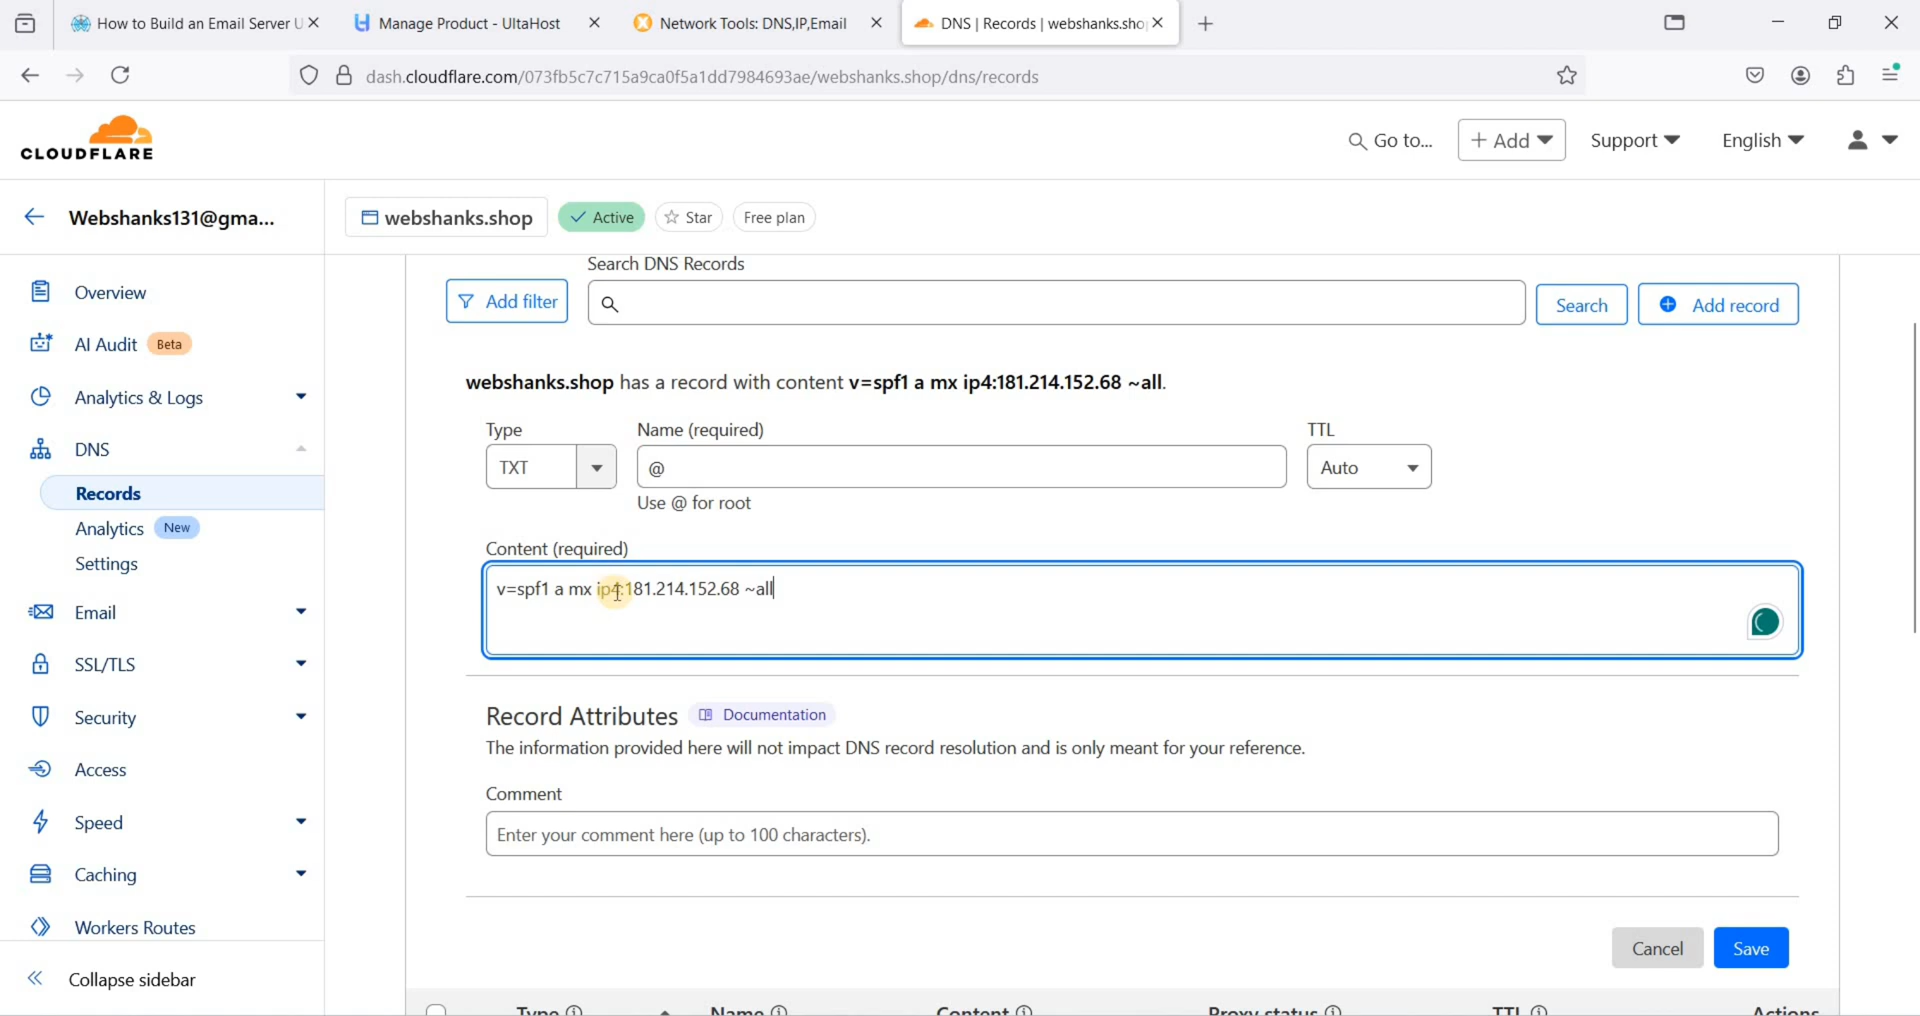 How to Build an Email Server U
Manage Product - UltaHost
Network Tools: DNS,IP,Email
DNS | Records | webshanks.sho
dash.cloudflare.com/073fb5c7c715a9ca0f5a1dd7984693ae/webshanks.shop/dns/records
CLOUDFLARE
Go to...
Add
Support
English
Webshanks131@gma...
webshanks.shop
Active
Star
Free plan
Overview
AI Audit Beta
Analytics & Logs
DNS
Records
Analytics New
Settings
Email
SSL/TLS
Security
Access
Speed
Caching
Workers Routes
Collapse sidebar
Search DNS Records
Add filter
Search
Add record
webshanks.shop has a record with content v=spf1 a mx ip4:181.214.152.68 ~all.
Type
Name (required)
TTL
TXT
@
Auto
Use @ for root
Content (required)
v=spf1 a mx ip4:181.214.152.68 ~all
Record Attributes
Documentation
The information provided here will not impact DNS record resolution and is only meant for your reference.
Comment
Enter your comment here (up to 100 characters).
Cancel
Save
Type
Name
Content
Proxy status
TTL
Actions